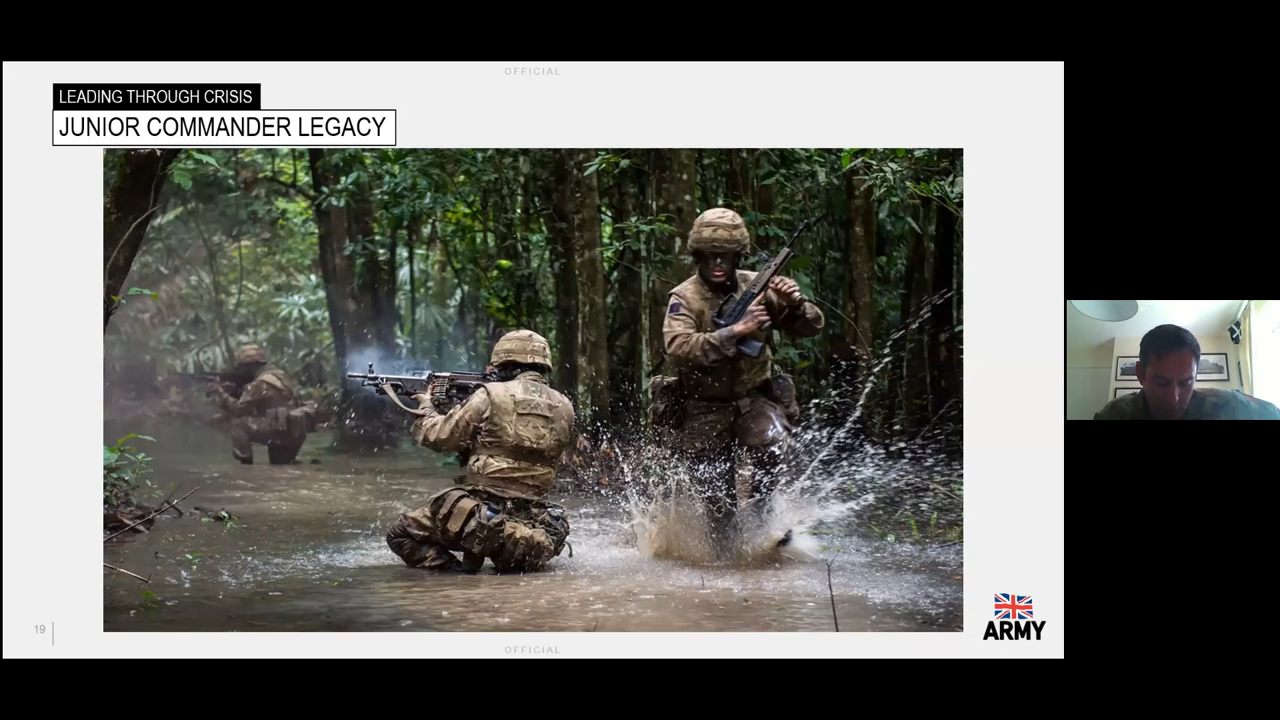 OFFICIAL
LEADING THROUGH CRISIS
JUNIOR COMMANDER LEGACY
ARMY
19
OFFICIAL